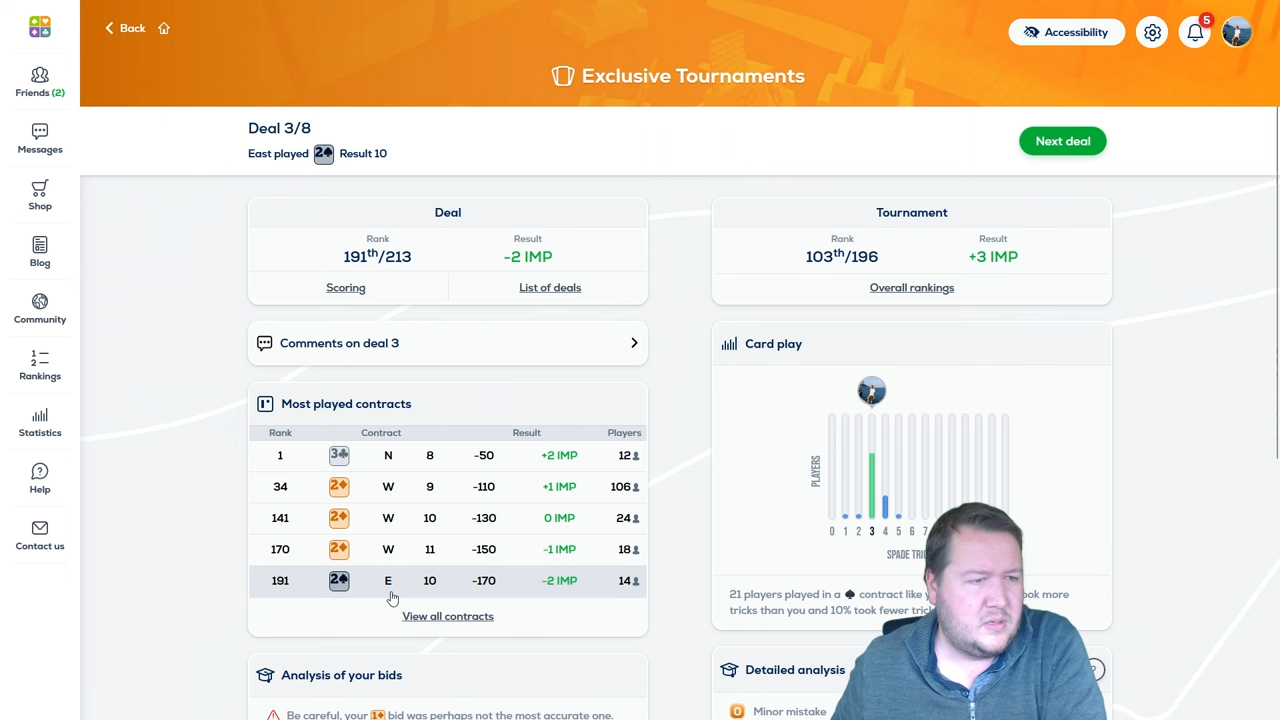 Back
Accessibility
5
Exclusive Tournaments
Friends (2)
Messages
Shop
Blog
Community
Rankings
Statistics
Help
Contact us
Deal 3/8
East played 2♠ Result 10
Next deal
Deal
Rank Result
191th/213 -2 IMP
Scoring List of deals
Tournament
Rank Result
103th/196 +3 IMP
Overall rankings
Comments on deal 3
Most played contracts
Rank Contract Result Players
1 3♣ N 8 -50 +2 IMP 12
34 2♦ W 9 -110 +1 IMP 106
141 2♦ W 10 -130 0 IMP 24
170 2♦ W 11 -150 -1 IMP 18
191 2♠ E 10 -170 -2 IMP 14
View all contracts
Analysis of your bids
Be careful, your 1♦ bid was perhaps not the most accurate one.
Card play
PLAYERS
0 1 2 3 4 5 6
SPADE
21 players played in a ♠ contract like more
tricks than you and 10% took fewer
Detailed analysis
?
Minor mistake